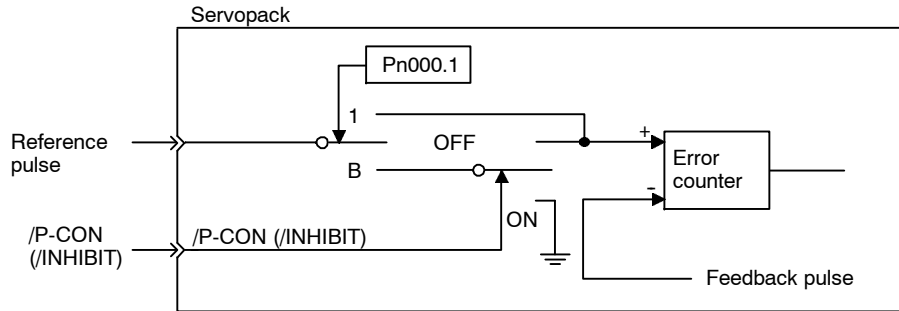 Servopack
Pn000.1
1
Reference
pulse
OFF
+
Error
counter
B
-
/P-CON
(/INHIBIT)
/P-CON (/INHIBIT)
ON
Feedback pulse